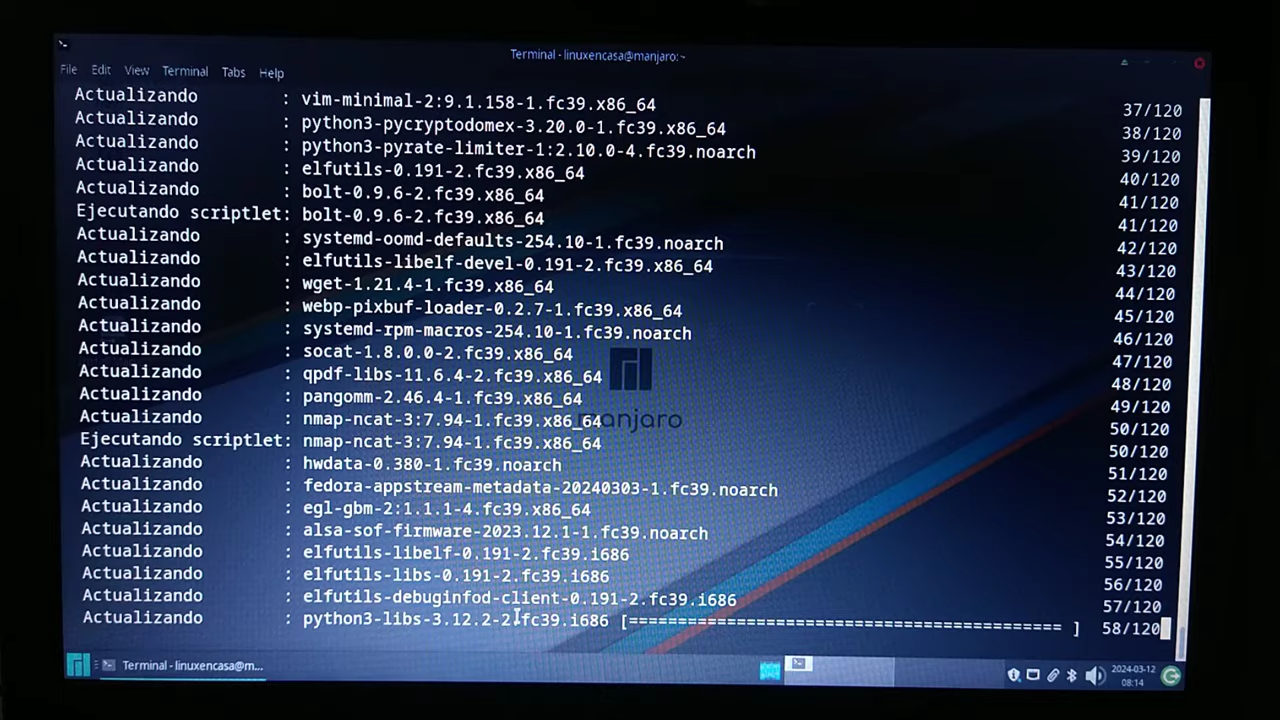 Terminal - linuxencasa@manjaro:~
File Edit View Terminal Tabs Help
Actualizando : vim-minimal-2:9.1.158-1.fc39.x86_64 37/120
Actualizando : python3-pycryptodomex-3.20.0-1.fc39.x86_64 38/120
Actualizando : python3-pyrate-limiter-1:2.10.0-4.fc39.noarch 39/120
Actualizando : elfutils-0.191-2.fc39.x86_64 40/120
Actualizando : bolt-0.9.6-2.fc39.x86_64 41/120
Ejecutando scriptlet: bolt-0.9.6-2.fc39.x86_64 41/120
Actualizando : systemd-oomd-defaults-254.10-1.fc39.noarch 42/120
Actualizando : elfutils-libelf-devel-0.191-2.fc39.x86_64 43/120
Actualizando : wget-1.21.4-1.fc39.x86_64 44/120
Actualizando : webp-pixbuf-loader-0.2.7-1.fc39.x86_64 45/120
Actualizando : systemd-rpm-macros-254.10-1.fc39.noarch 46/120
Actualizando : socat-1.8.0.0-2.fc39.x86_64 47/120
Actualizando : qpdf-libs-11.6.4-2.fc39.x86_64 48/120
Actualizando : pangomm-2.46.4-1.fc39.x86_64 49/120
Actualizando : nmap-ncat-3:7.94-1.fc39.x86_64 50/120
Ejecutando scriptlet: nmap-ncat-3:7.94-1.fc39.x86_64 50/120
Actualizando : hwdata-0.380-1.fc39.noarch 51/120
Actualizando : fedora-appstream-metadata-20240303-1.fc39.noarch 52/120
Actualizando : egl-gbm-2:1.1.1-4.fc39.x86_64 53/120
Actualizando : alsa-sof-firmware-2023.12.1-1.fc39.noarch 54/120
Actualizando : elfutils-libelf-0.191-2.fc39.i686 55/120
Actualizando : elfutils-libs-0.191-2.fc39.i686 56/120
Actualizando : elfutils-debuginfod-client-0.191-2.fc39.i686 57/120
Actualizando : python3-libs-3.12.2-2.fc39.i686 [============================================ ] 58/120
manjaro
Terminal - linuxencasa@m...
2024-03-12
08:14